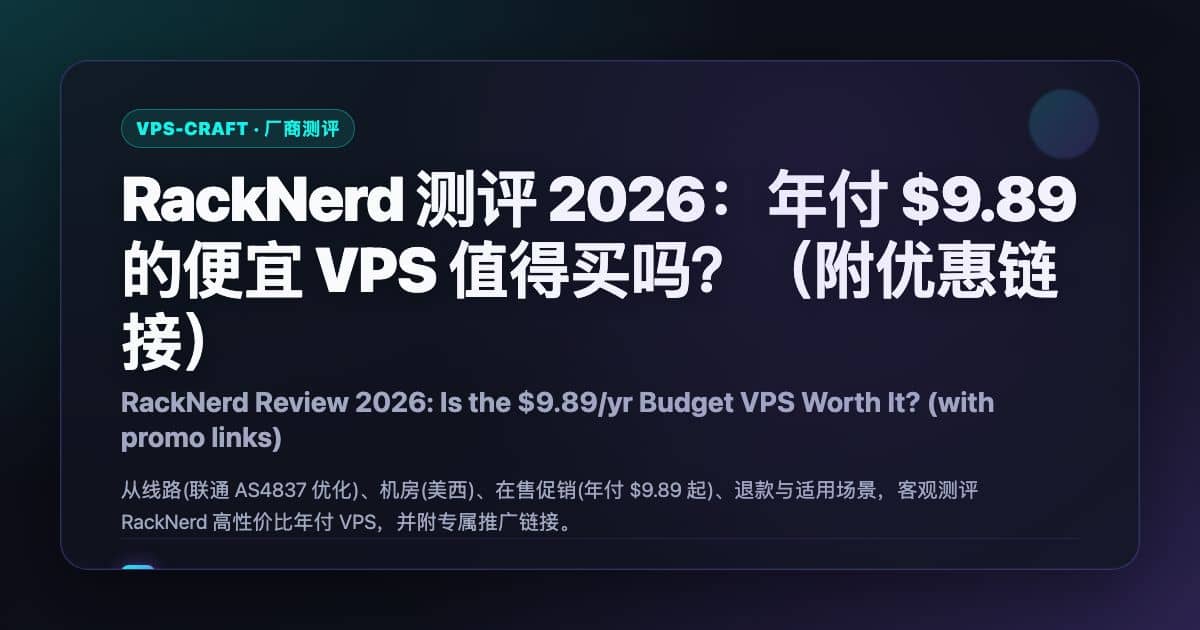 VPS-CRAFT · 厂商测评
RackNerd 测评 2026：年付 $9.89
的便宜 VPS 值得买吗？（附优惠链
接）
RackNerd Review 2026: Is the $9.89/yr Budget VPS Worth It? (with
promo links)
从线路(联通 AS4837 优化)、机房(美西)、在售促销(年付 $9.89 起)、退款与适用场景，客观测评
RackNerd 高性价比年付 VPS，并附专属推广链接。